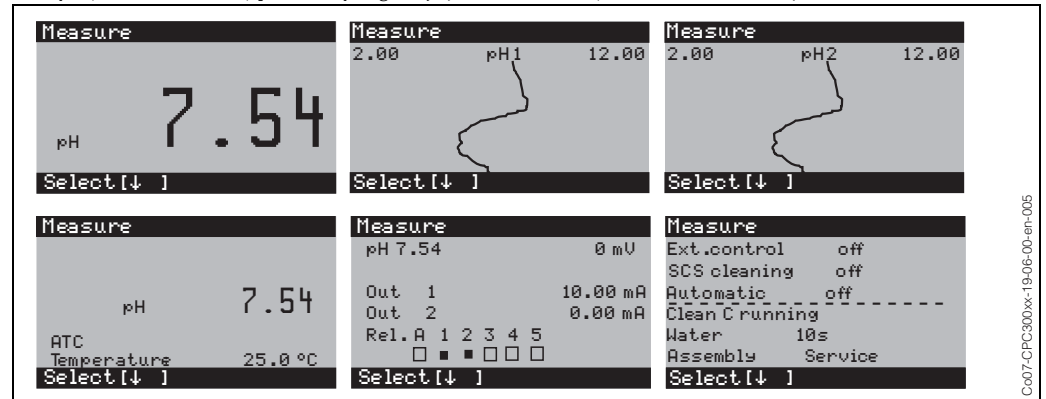 Measure
7.54
pH
Select[↓ ]
Measure
2.00 pH1 12.00
Select[↓ ]
Measure
2.00 pH2 12.00
Select[↓ ]
Measure
pH 7.54
ATC
Temperature 25.0 °C
Select[↓ ]
Measure
pH 7.54 0 mV
Out 1 10.00 mA
Out 2 0.00 mA
Rel. A 1 2 3 4 5
Select[↓ ]
Measure
Ext.control off
SCS cleaning off
Automatic off
Clean C running
Water 10s
Assembly Service
Select[↓ ]
Co07-CPC300xx-19-06-00-en-005